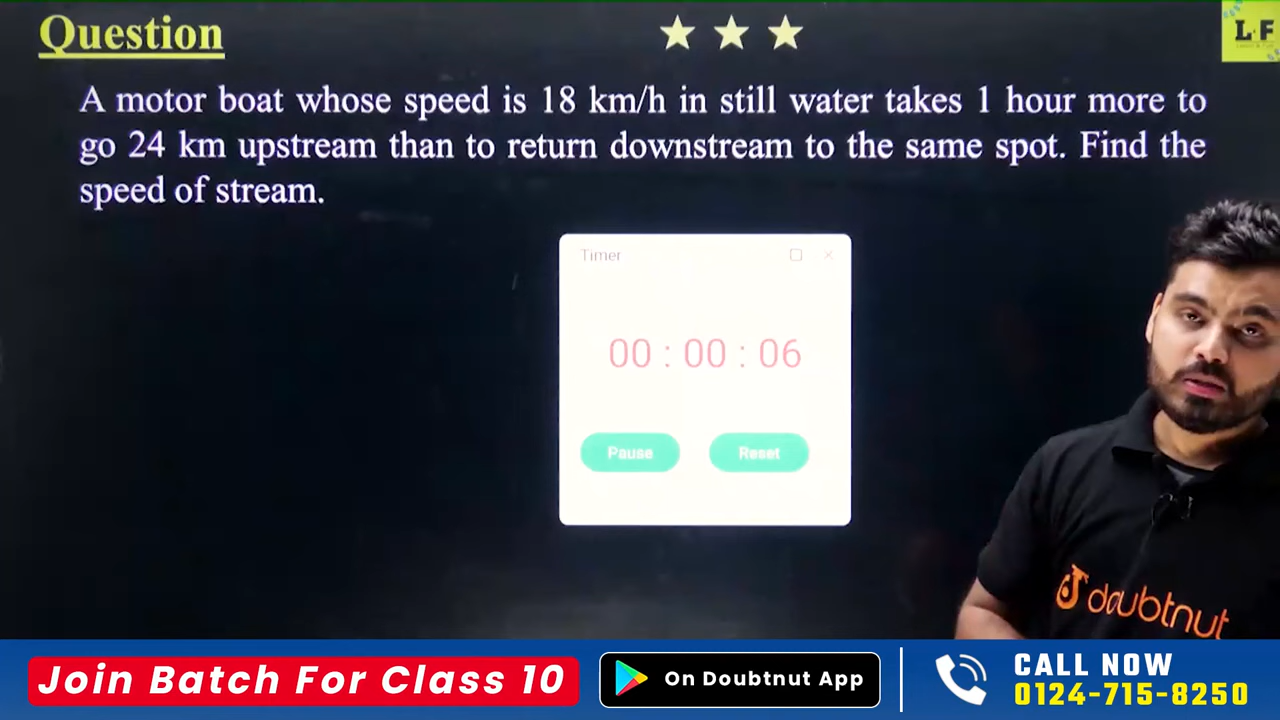 Question
L F
A motor boat whose speed is 18 km/h in still water takes 1 hour more to
go 24 km upstream than to return downstream to the same spot. Find the
speed of stream.
Timer
00 : 00 : 06
Pause
Reset
doubtnut
Join Batch For Class 10
On Doubtnut App
CALL NOW
0124-715-8250